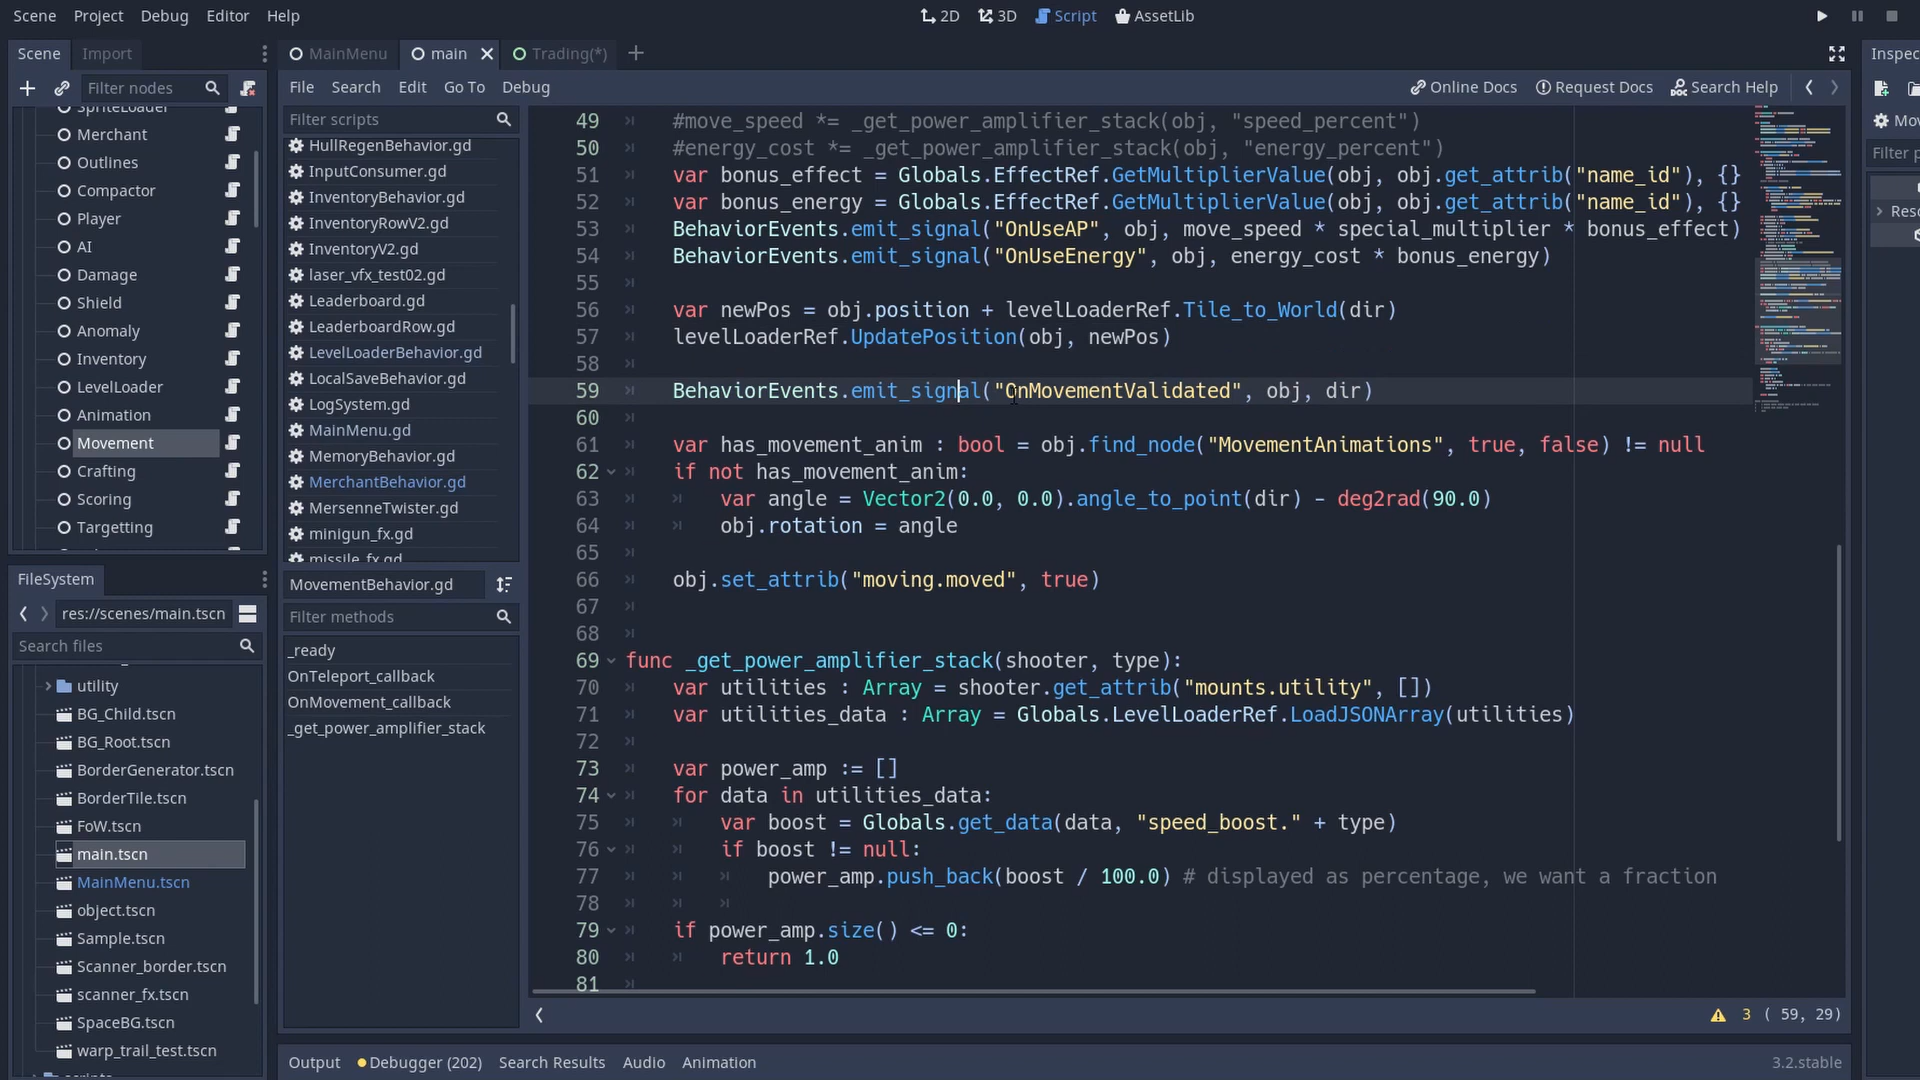 Scene Project Debug Editor Help
2D 3D Script AssetLib
Scene Import
MainMenu main Trading(*)
Filter nodes
SpriteLoader
Merchant
Outlines
Compactor
Player
AI
Damage
Shield
Anomaly
Inventory
LevelLoader
Animation
Movement
Crafting
Scoring
Targetting
FileSystem
res://scenes/main.tscn
Search files
utility
BG_Child.tscn
BG_Root.tscn
BorderGenerator.tscn
BorderTile.tscn
FoW.tscn
main.tscn
MainMenu.tscn
object.tscn
Sample.tscn
Scanner_border.tscn
scanner_fx.tscn
SpaceBG.tscn
warp_trail_test.tscn
scripts
File Search Edit Go To Debug
Online Docs Request Docs Search Help
Filter scripts
HullRegenBehavior.gd
InputConsumer.gd
InventoryBehavior.gd
InventoryRowV2.gd
InventoryV2.gd
laser_vfx_test02.gd
Leaderboard.gd
LeaderboardRow.gd
LevelLoaderBehavior.gd
LocalSaveBehavior.gd
LogSystem.gd
MainMenu.gd
MemoryBehavior.gd
MerchantBehavior.gd
MersenneTwister.gd
minigun_fx.gd
missile_fx.gd
MovementBehavior.gd
Filter methods
_ready
OnTeleport_callback
OnMovement_callback
_get_power_amplifier_stack
49 #move_speed *= _get_power_amplifier_stack(obj, "speed_percent")
50 #energy_cost *= _get_power_amplifier_stack(obj, "energy_percent")
51 var bonus_effect = Globals.EffectRef.GetMultiplierValue(obj, obj.get_attrib("name_id"), {}
52 var bonus_energy = Globals.EffectRef.GetMultiplierValue(obj, obj.get_attrib("name_id"), {}
53 BehaviorEvents.emit_signal("OnUseAP", obj, move_speed * special_multiplier * bonus_effect)
54 BehaviorEvents.emit_signal("OnUseEnergy", obj, energy_cost * bonus_energy)
55
56 var newPos = obj.position + levelLoaderRef.Tile_to_World(dir)
57 levelLoaderRef.UpdatePosition(obj, newPos)
58
59 BehaviorEvents.emit_signal("OnMovementValidated", obj, dir)
60
61 var has_movement_anim : bool = obj.find_node("MovementAnimations", true, false) != null
62 if not has_movement_anim:
63 var angle = Vector2(0.0, 0.0).angle_to_point(dir) - deg2rad(90.0)
64 obj.rotation = angle
65
66 obj.set_attrib("moving.moved", true)
67
68
69 func _get_power_amplifier_stack(shooter, type):
70 var utilities : Array = shooter.get_attrib("mounts.utility", [])
71 var utilities_data : Array = Globals.LevelLoaderRef.LoadJSONArray(utilities)
72
73 var power_amp := []
74 for data in utilities_data:
75 var boost = Globals.get_data(data, "speed_boost." + type)
76 if boost != null:
77 power_amp.push_back(boost / 100.0) # displayed as percentage, we want a fraction
78
79 if power_amp.size() <= 0:
80 return 1.0
81
3 ( 59, 29)
Output Debugger (202) Search Results Audio Animation
3.2.stable
Inspec
Mov
Filter p
Reso